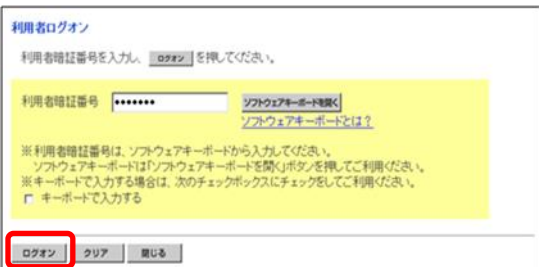 利用者ログオン
利用者暗証番号を入力し、 ログオン を押してください。
利用者暗証番号 ******* ソフトウェアキーボードを開く
ソフトウェアキーボードとは？
※利用者暗証番号は、ソフトウェアキーボードから入力してください。
ソフトウェアキーボードは「ソフトウェアキーボードを開く」ボタンを押してご利用ください。
※キーボードで入力する場合は、次のチェックボックスにチェックをしてご利用ください。
キーボードで入力する
ログオン クリア 閉じる